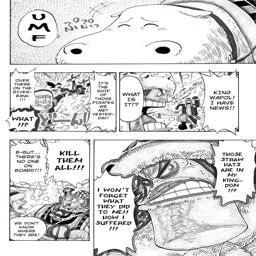 UMF
KING
WAPOL!
I HAVE
NEWS!!
WHAT
IS
IT?
IT'S
THE SHIP
OF
THOSE
PIRATES
WE MET
YESTER-
DAY!
OVER
THERE ON
THE RIVER
BANK !!!
WHAT
!!?
THOSE
STRAW
HATS
ARE IN
MY
KING-
DOM
!!?
I WON'T
FORGET
WHAT
THEY DID
TO ME!!
HOW I
SUFFERED
!!!
KILL
THEM
ALL!!!
B-BUT...
THERE'S
NO ONE
ON
BOARD!!!
WE DON'T
KNOW
WHERE
THEY ARE!